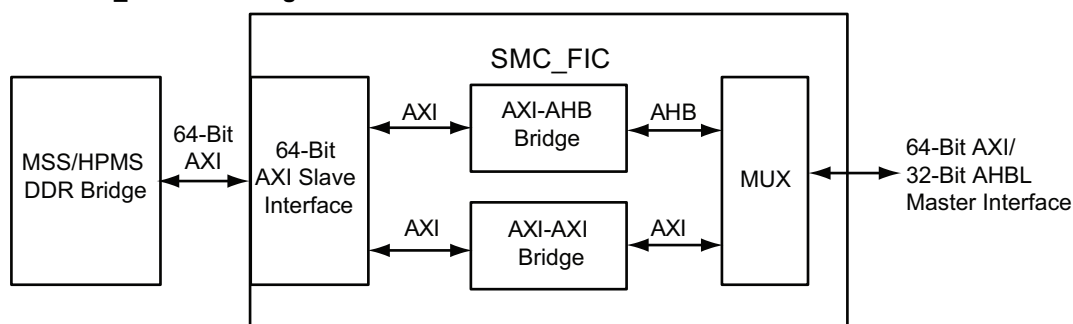 SMC_FIC
MSS/HPMS
DDR Bridge
64-Bit
AXI
64-Bit
AXI Slave
Interface
AXI
AXI-AHB
Bridge
AHB
AXI
AXI-AXI
Bridge
AXI
MUX
64-Bit AXI/
32-Bit AHBL
Master Interface